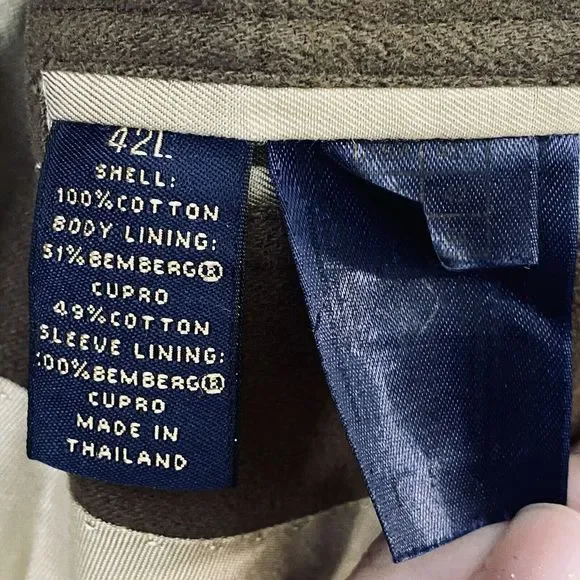 42L
SHELL:
100%COTTON
BODY LINING:
51%BEMBERG®
CUPRO
49%COTTON
SLEEVE LINING:
100%BEMBERG®
CUPRO
MADE IN
THAILAND